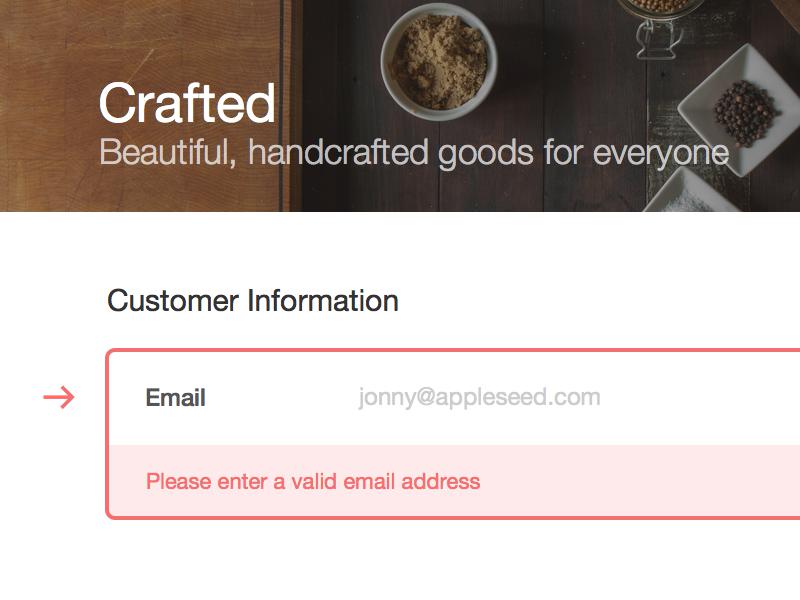 Crafted
Beautiful, handcrafted goods for everyone
Customer Information
Email jonny@appleseed.com
Please enter a valid email address